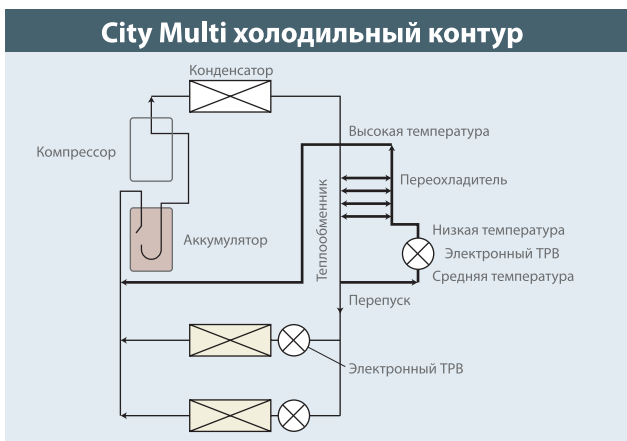 City Multi холодильный контур
Конденсатор
Высокая температура
Компрессор
Переохладитель
Теплообменник
Низкая температура
Аккумулятор
Электронный ТРВ
Средняя температура
Перепуск
Электронный ТРВ